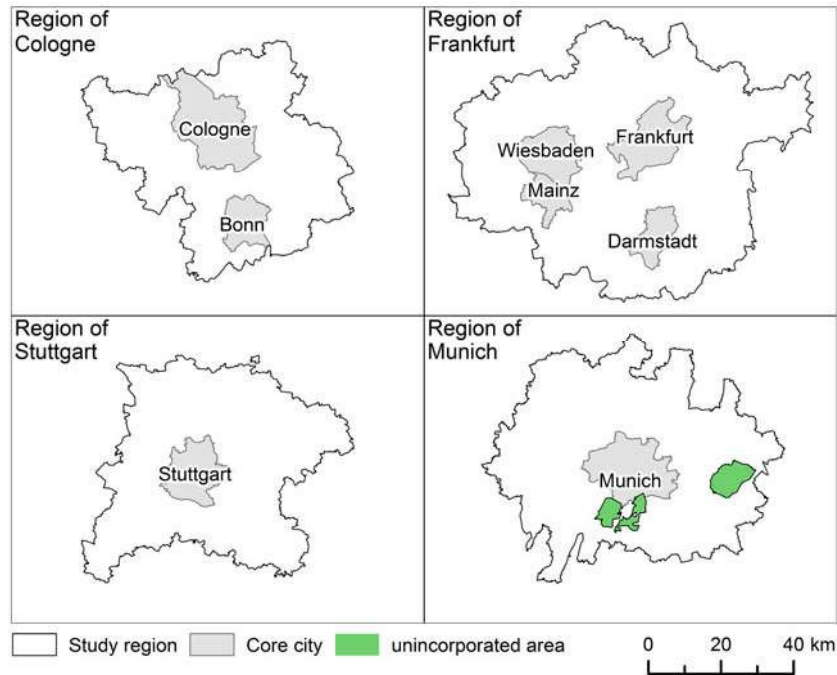 Region of
Cologne
Cologne
Bonn
Region of
Frankfurt
Wiesbaden
Frankfurt
Mainz
Darmstadt
Region of
Stuttgart
Stuttgart
Region of
Munich
Munich
Study region
Core city
unincorporated area
0 20 40 km